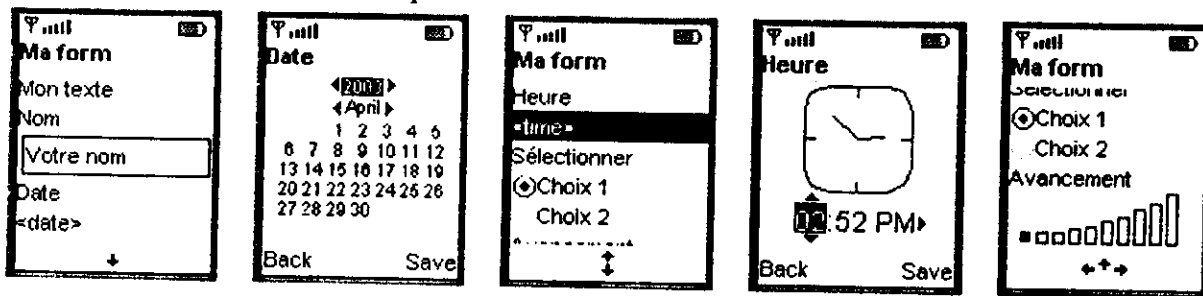 Ma form
Mon texte
Nom
Votre nom
Date
<date>
Date
2003
April
1 2 3 4 5
6 7 8 9 10 11 12
13 14 15 16 17 18 19
20 21 22 23 24 25 26
27 28 29 30
Back Save
Ma form
Heure
<time>
Sélectionner
Choix 1
Choix 2
Heure
02:52 PM
Back Save
Ma form
Sélectionner
Choix 1
Choix 2
Avancement